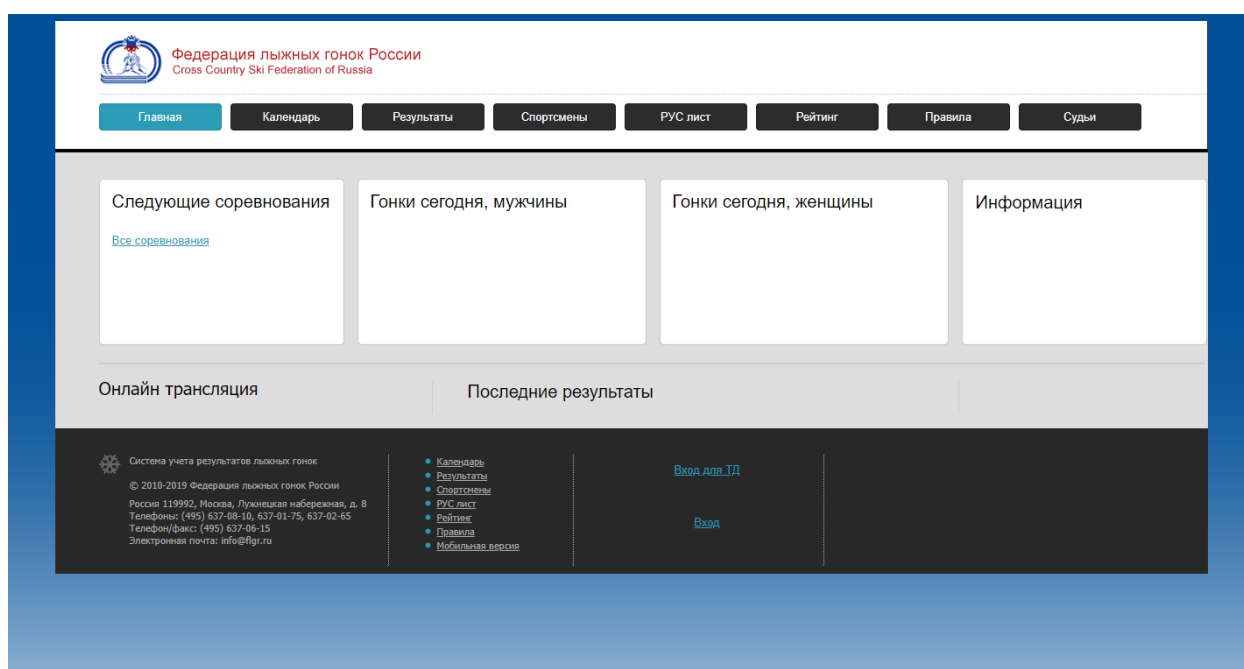 Федерация лыжных гонок России
Cross Country Ski Federation of Russia
Главная Календарь Результаты Спортсмены РУС лист Рейтинг Правила Судьи
Следующие соревнования
Все соревнования
Гонки сегодня, мужчины
Гонки сегодня, женщины
Информация
Онлайн трансляция
Последние результаты
Система учета результатов лыжных гонок
© 2010-2019 Федерация лыжных гонок России
Россия 119992, Москва, Лужнецкая набережная, д. 8
Телефоны: (495) 637-08-10, 637-01-75, 637-02-65
Телефон/факс: (495) 637-06-15
Электронная почта: info@flgr.ru
Календарь
Результаты
Спортсмены
РУС лист
Рейтинг
Правила
Мобильная версия
Вход для ТД
Вход